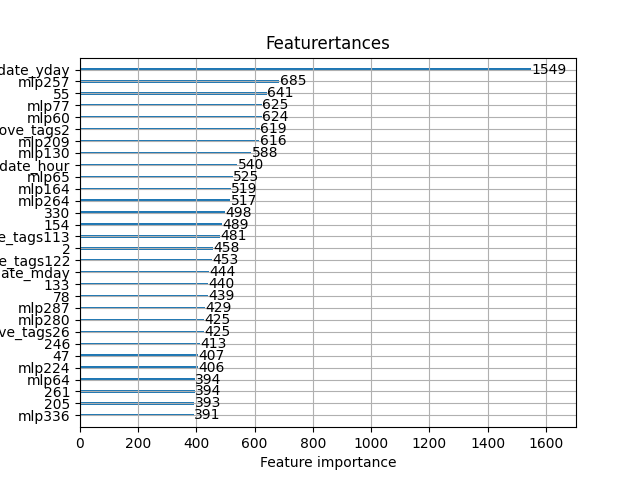 Featurertances
date_yday 1549
mlp257 685
55 641
mlp77 625
mlp60 624
ove_tags2 619
mlp209 616
mlp130 588
date_hour 540
mlp65 525
mlp164 519
mlp264 517
330 498
154 489
e_tags113 481
2 458
e_tags122 453
ate_mday 444
133 440
78 439
mlp287 429
mlp280 425
ve_tags26 425
246 413
47 407
mlp224 406
mlp64 394
261 394
205 393
mlp336 391
0 200 400 600 800 1000 1200 1400 1600
Feature importance